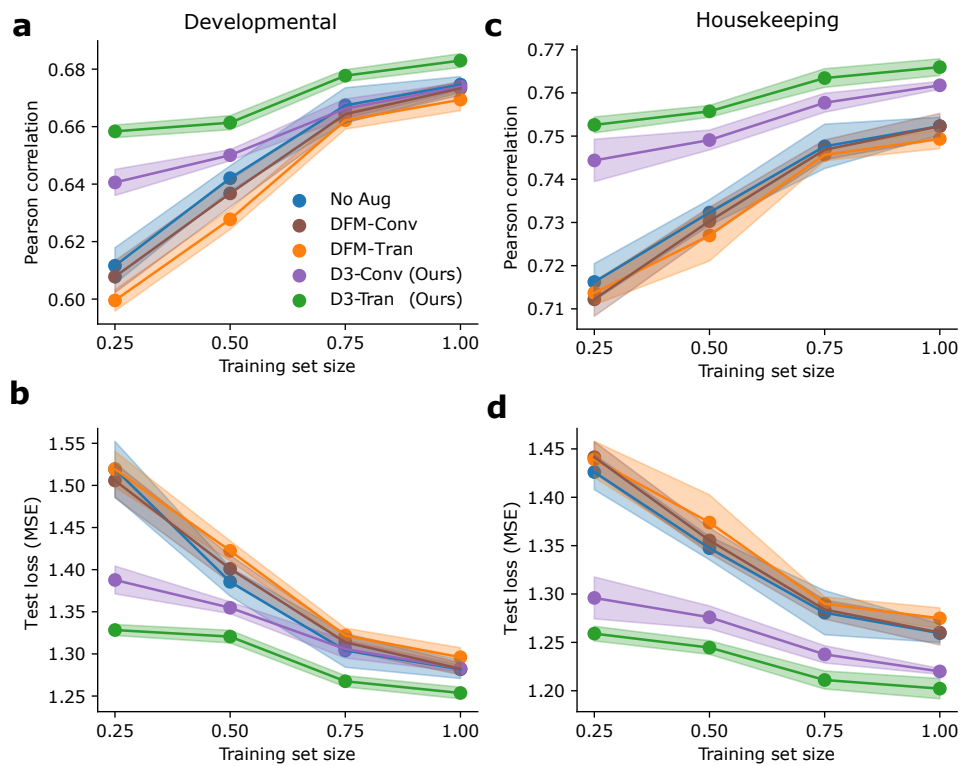 a
Developmental
Pearson correlation
0.68
0.66
0.64
0.62
0.60
0.25
0.50
0.75
1.00
Training set size
No Aug
DFM-Conv
DFM-Tran
D3-Conv (Ours)
D3-Tran (Ours)
c
Housekeeping
Pearson correlation
0.77
0.76
0.75
0.74
0.73
0.72
0.71
0.25
0.50
0.75
1.00
Training set size
b
Test loss (MSE)
1.55
1.50
1.45
1.40
1.35
1.30
1.25
0.25
0.50
0.75
1.00
Training set size
d
Test loss (MSE)
1.45
1.40
1.35
1.30
1.25
1.20
0.25
0.50
0.75
1.00
Training set size